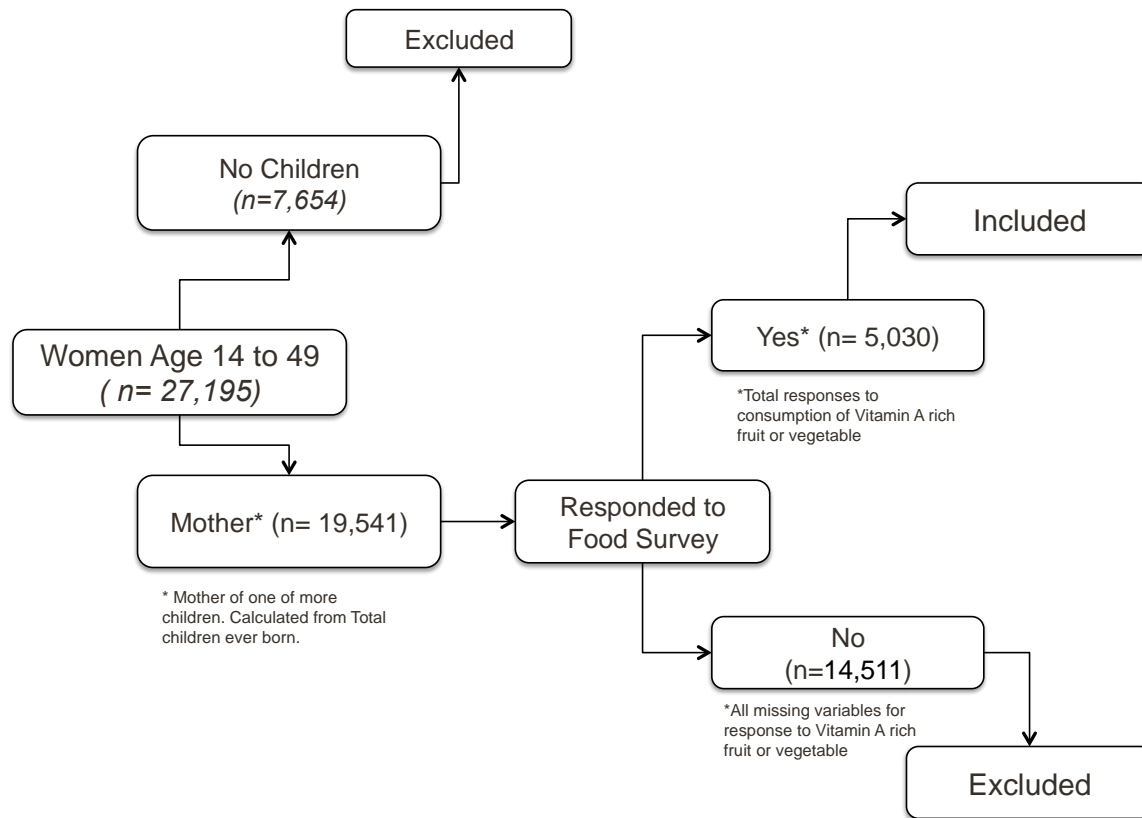 Excluded
No Children
(n=7,654)
Included
Women Age 14 to 49
( n= 27,195)
Yes* (n= 5,030)
*Total responses to
consumption of Vitamin A rich
fruit or vegetable
Mother* (n= 19,541)
Responded to
Food Survey
* Mother of one of more
children. Calculated from Total
children ever born.
No
(n=14,511)
*All missing variables for
response to Vitamin A rich
fruit or vegetable
Excluded